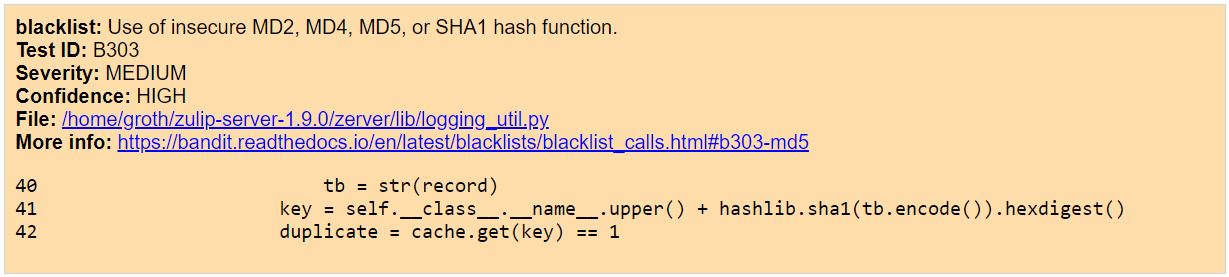 blacklist: Use of insecure MD2, MD4, MD5, or SHA1 hash function.
Test ID: B303
Severity: MEDIUM
Confidence: HIGH
File: /home/groth/zulip-server-1.9.0/zerver/lib/logging_util.py
More info: https://bandit.readthedocs.io/en/latest/blacklists/blacklist_calls.html#b303-md5
40                          tb = str(record)
41                      key = self.__class__.__name__.upper() + hashlib.sha1(tb.encode()).hexdigest()
42                      duplicate = cache.get(key) == 1